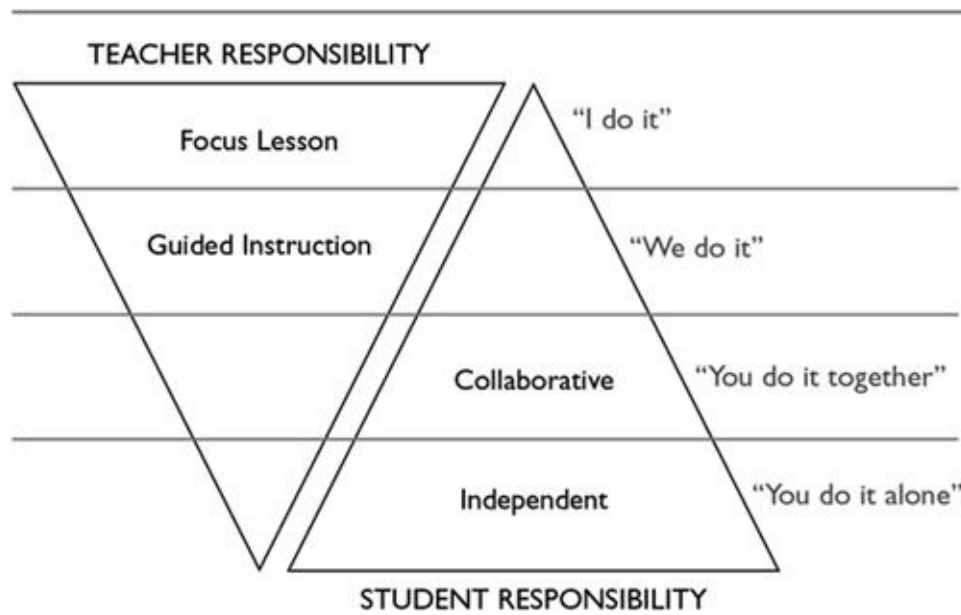 TEACHER RESPONSIBILITY
Focus Lesson
“I do it”
Guided Instruction
“We do it”
Collaborative
“You do it together”
Independent
“You do it alone”
STUDENT RESPONSIBILITY